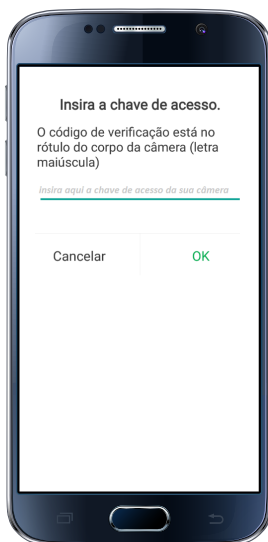 Insira a chave de acesso.
O código de verificação está no
rótulo do corpo da câmera (letra
maiúscula)
insira aqui a chave de acesso da sua câmera
Cancelar OK